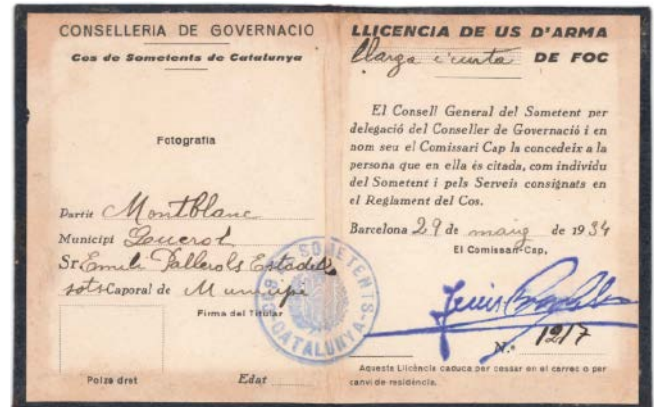 CONSELLERIA DE GOVERNACIO
Cos de Sometents de Catalunya
Fotografia
Partit Montblanc
Municipi Querol
Sr Emili Pallerols Estadella
sots Caporal de Municipi
Firma del Titular
Polze dret
Edat
SOMETENTS
CATALUNYA
LLICENCIA DE US D'ARMA
Llarga i curta DE FOC
El Consell General del Sometent per
delegació del Conseller de Governació i en
nom seu el Comissari Cap la concedeix a la
persona que en ella és citada, com individu
del Sometent i pels Serveis consignats en
el Reglament del Cos.
Barcelona 29 de maig de 1934
El Comissari-Cap,
N.º 1217
Aquesta Llicència caduca per cessar en el carrec o per
canvi de residència.